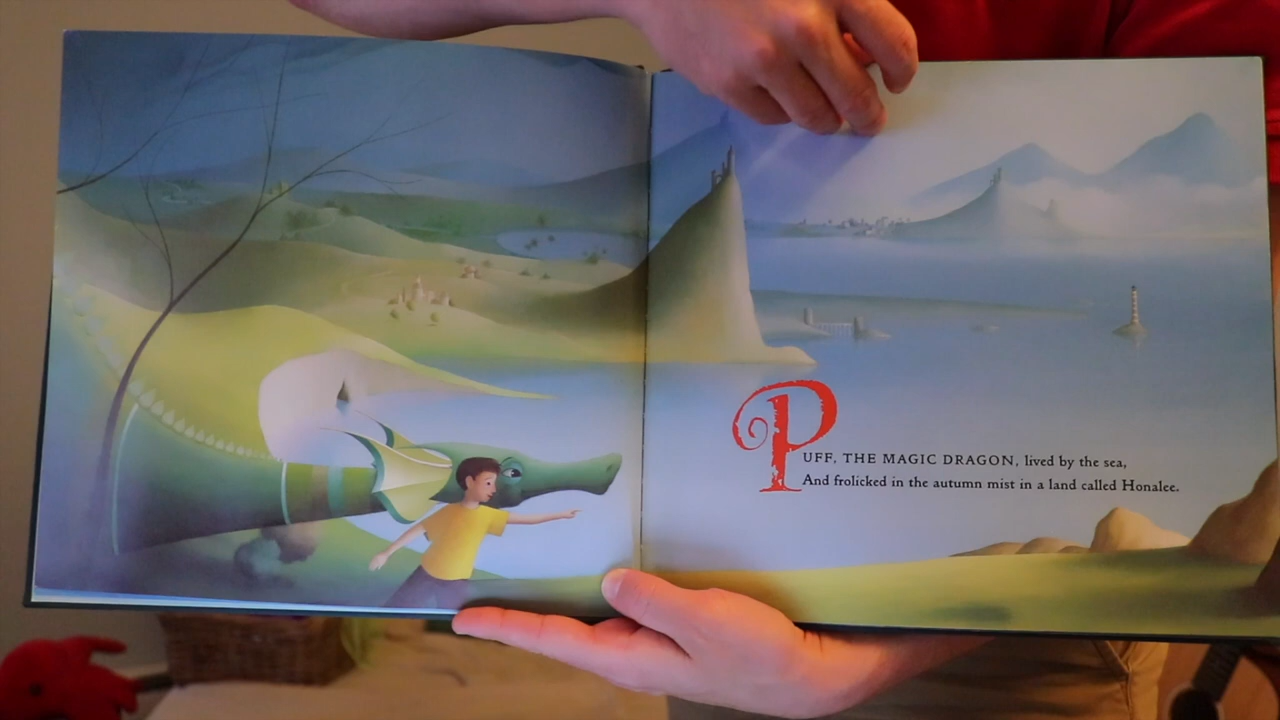 PUFF, THE MAGIC DRAGON, lived by the sea,
And frolicked in the autumn mist in a land called Honalee.